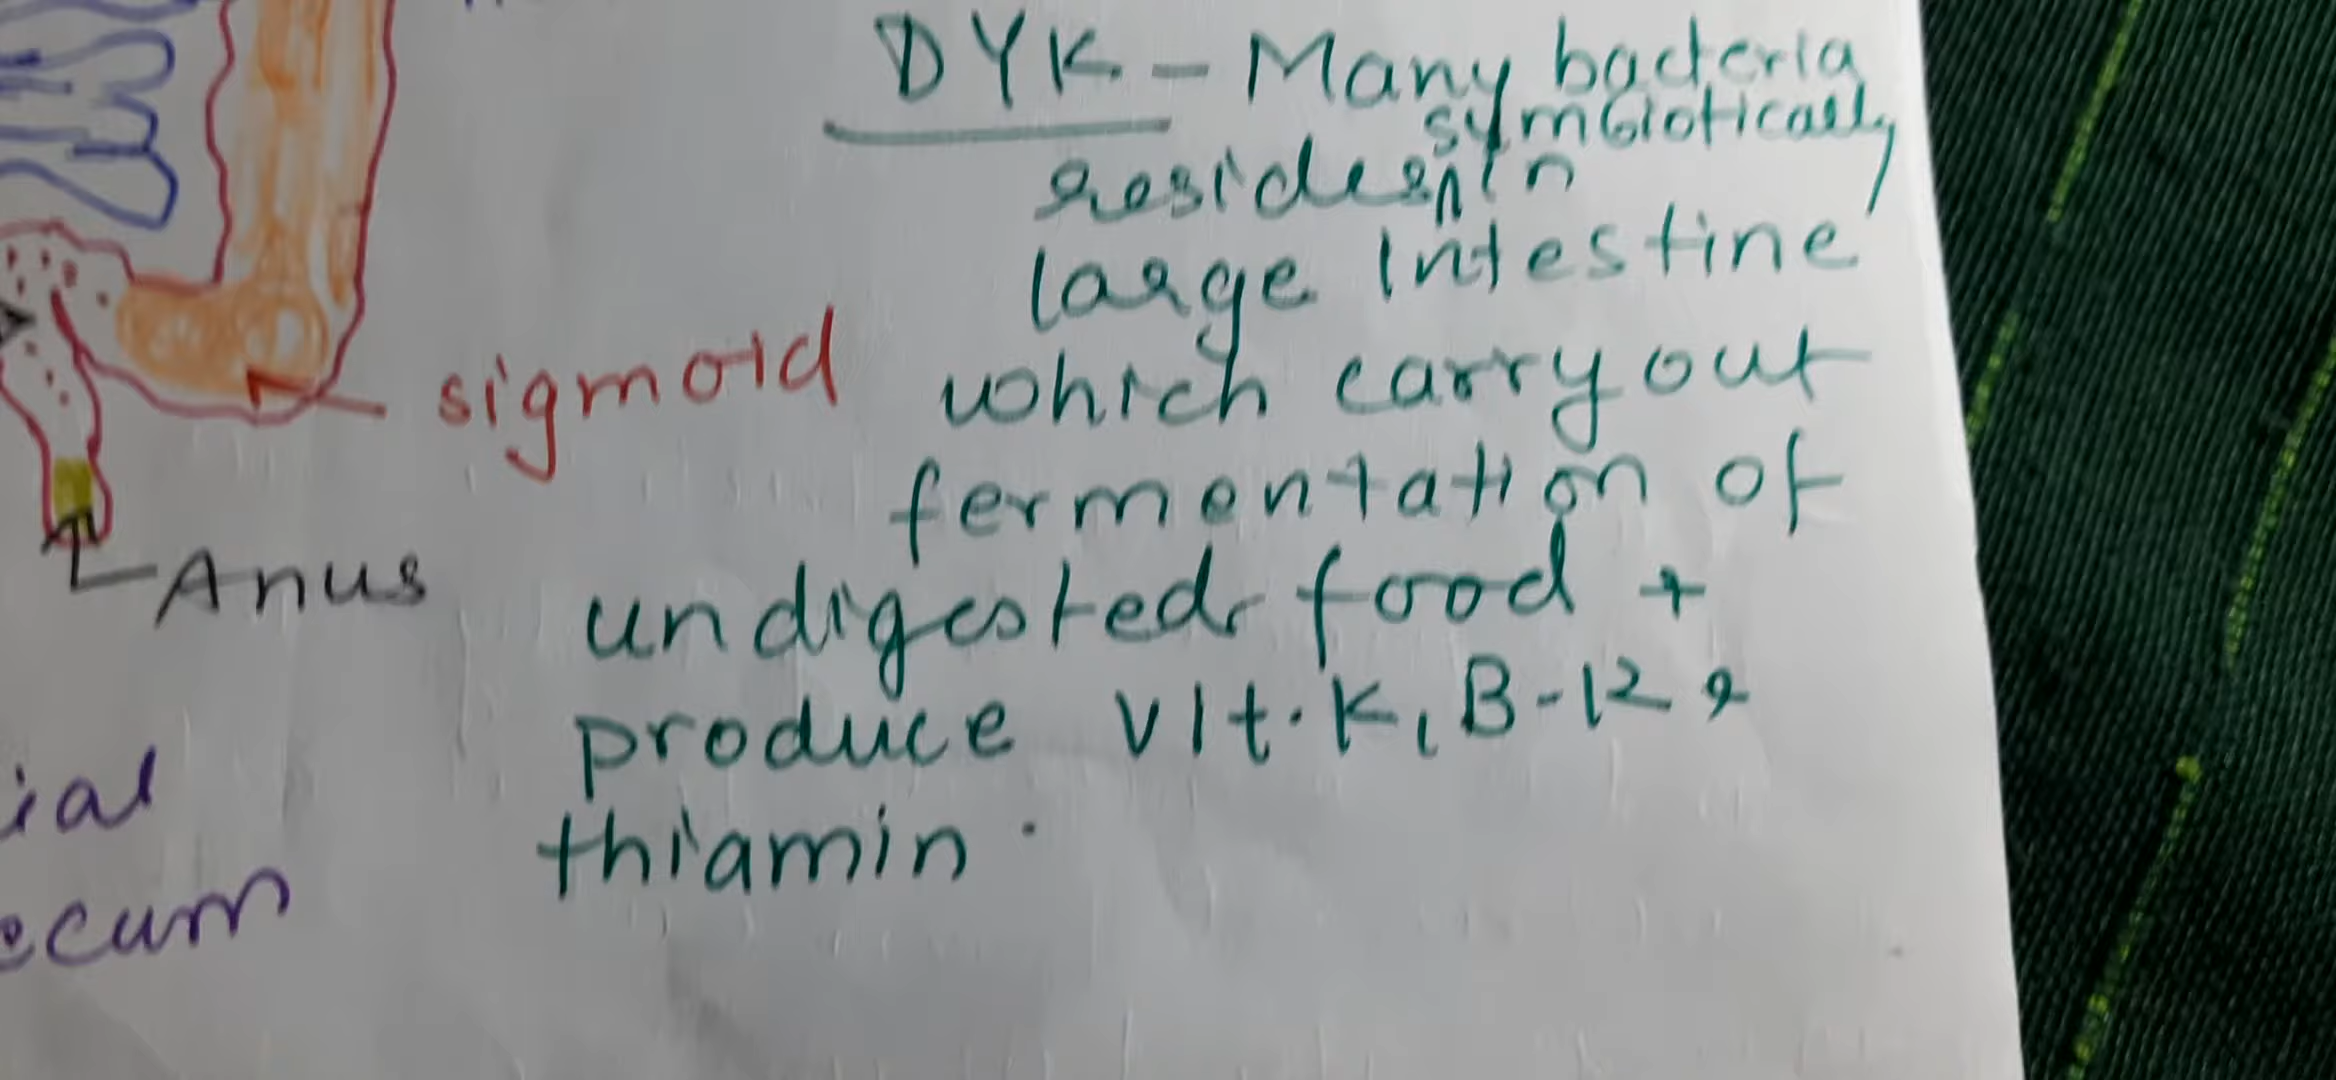 DYK - Many bacteria
symbiotically
resides in
large Intestine
sigmoid
which carry out
fermentation of
Anus
undigested food +
produce Vit. K, B-12 &
thiamin.
ial
ecum